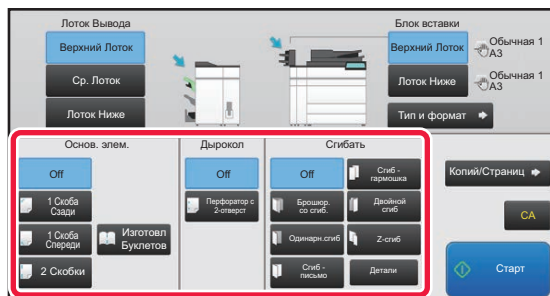 Лоток Вывода
Блок вставки
Верхний Лоток
Ср. Лоток
Лоток Ниже
Верхний Лоток
Обычная 1
A3
Лоток Ниже
Обычная 1
A3
Тип и формат
Основ. элем.
Дырокол
Сгибать
Off
1 Скоба
Сзади
1 Скоба
Спереди
Изготовл
Буклетов
2 Скобки
Off
Перфоратор с
2-отверст
Off
Сгиб -
гармошка
Брошюр.
со сгиб.
Двойной
сгиб
Одинарн.сгиб
Z-сгиб
Сгиб -
письмо
Детали
Копий/Страниц
CA
Старт